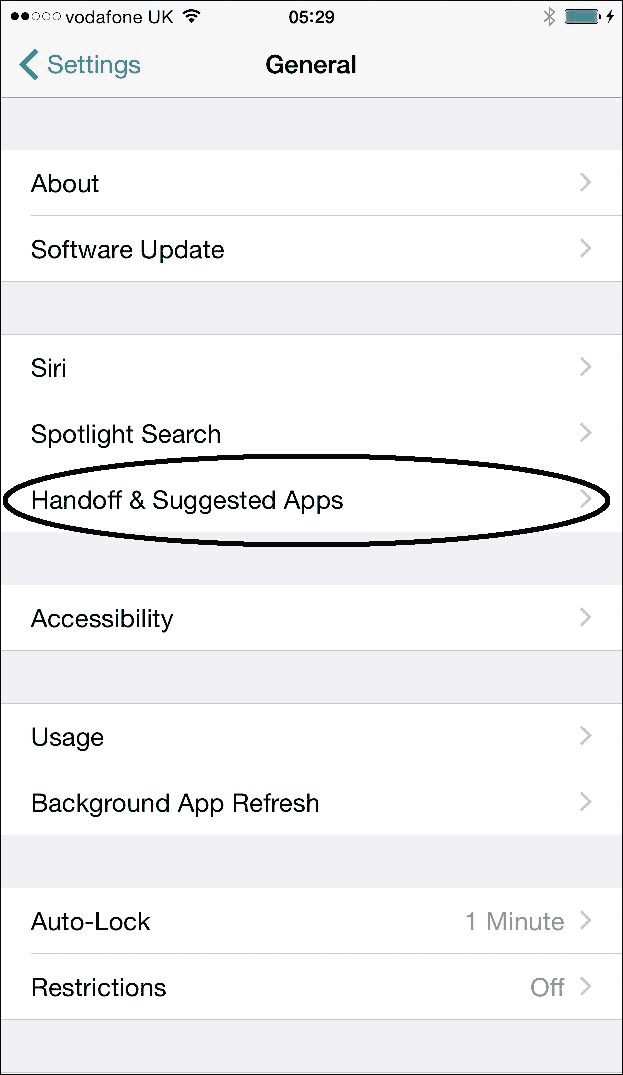 vodafone UK 05:29
Settings General
About
Software Update
Siri
Spotlight Search
Handoff & Suggested Apps
Accessibility
Usage
Background App Refresh
Auto-Lock 1 Minute
Restrictions Off